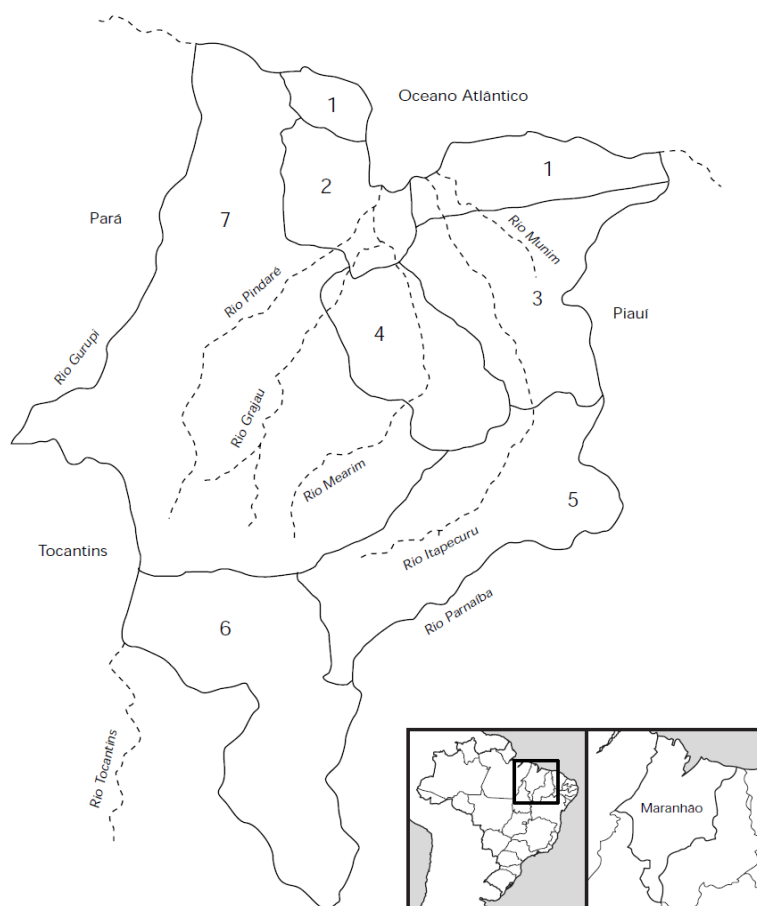 1
Oceano Atlântico
2
1
Pará
7
Rio Munim
Rio Pindaré
3
Piauí
4
Rio Gurupi
Rio Grajau
Rio Mearim
5
Tocantins
Rio Itapecuru
Rio Parnaíba
6
Rio Tocantins
Maranhão